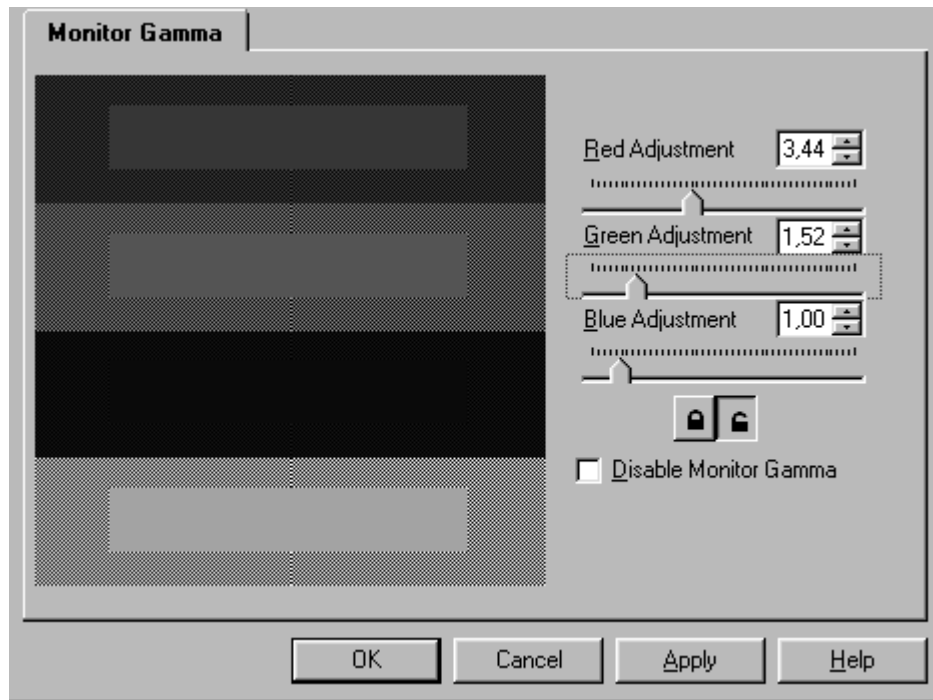 Monitor Gamma
Red Adjustment 3,44
Green Adjustment 1,52
Blue Adjustment 1,00
Disable Monitor Gamma
OK Cancel Apply Help